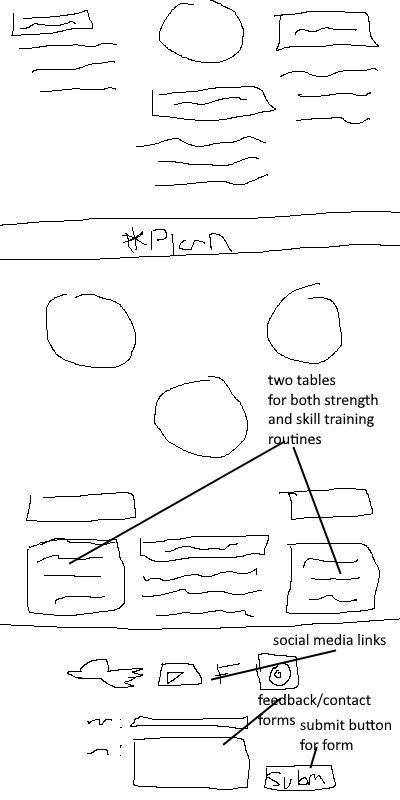 *Plan
two tables
for both strength
and skill training
routines
social media links
F
feedback/contact
forms
submit button
for form
Subm